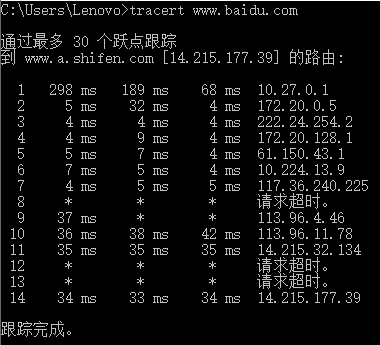 C:\Users\Lenovo>tracert www.baidu.com
通过最多 30 个跃点跟踪
到 www.a.shifen.com [14.215.177.39] 的路由:
1 298 ms 189 ms 68 ms 10.27.0.1
2 5 ms 32 ms 4 ms 172.20.0.5
3 4 ms 4 ms 4 ms 222.24.254.2
4 4 ms 9 ms 4 ms 172.20.128.1
5 5 ms 7 ms 4 ms 61.150.43.1
6 7 ms 5 ms 4 ms 10.224.13.9
7 4 ms 5 ms 5 ms 117.36.240.225
8 * * * 请求超时。
9 37 ms * * 113.96.4.46
10 36 ms 38 ms 42 ms 113.96.11.78
11 35 ms 35 ms 35 ms 14.215.32.134
12 * * * 请求超时。
13 * * * 请求超时。
14 34 ms 33 ms 34 ms 14.215.177.39
跟踪完成。